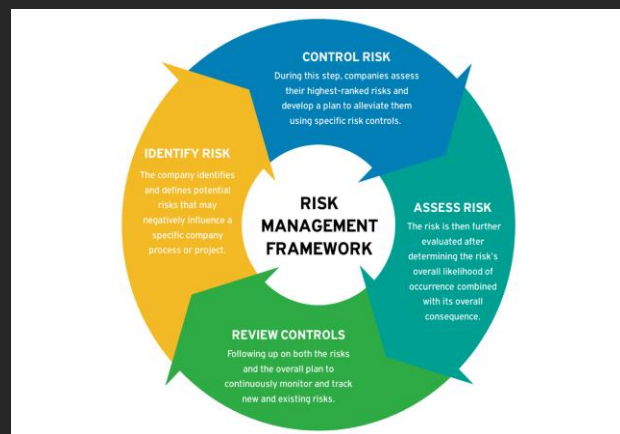 CONTROL RISK
During this step, companies assess
their highest-ranked risks and
develop a plan to alleviate them
using specific risk controls.
IDENTIFY RISK
The company identifies
and defines potential
risks that may
negatively influence a
specific company
process or project.
RISK
MANAGEMENT
FRAMEWORK
ASSESS RISK
The risk is then further
evaluated after
determining the risk's
overall likelihood of
occurrence combined
with its overall
consequence.
REVIEW CONTROLS
Following up on both the risks
and the overall plan to
continuously monitor and track
new and existing risks.